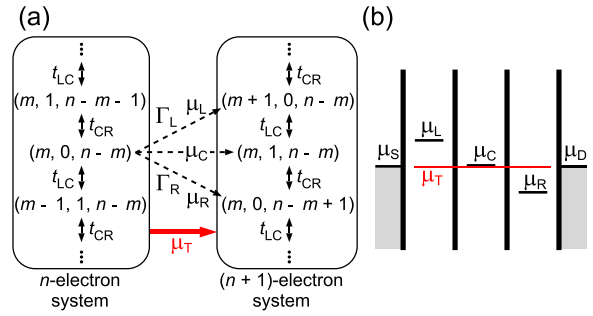 (a)
(b)
t_LC
t_CR
(m, 1, n - m - 1)
(m + 1, 0, n - m)
Γ_L
μ_L
t_CR
t_LC
(m, 0, n - m)
μ_C
(m, 1, n - m)
t_LC
Γ_R
μ_R
t_CR
(m - 1, 1, n - m)
(m, 0, n - m + 1)
t_CR
μ_T
t_LC
n-electron
system
(n + 1)-electron
system
μ_S
μ_L
μ_C
μ_D
μ_T
μ_R